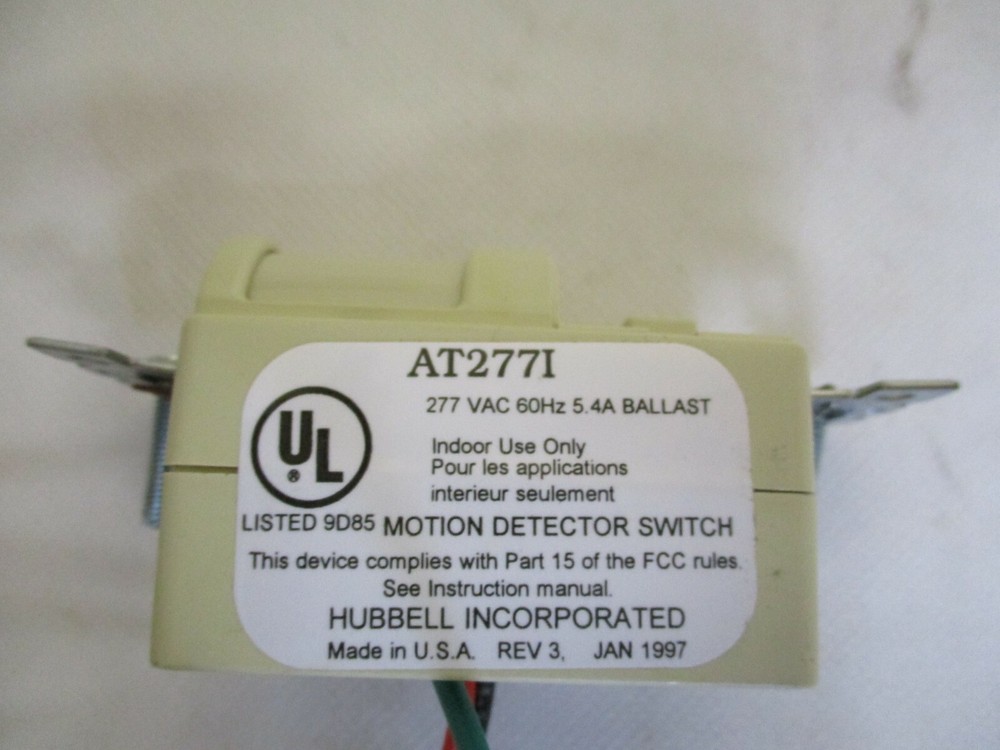 AT277I
277 VAC 60Hz 5.4A BALLAST
UL
®
Indoor Use Only
Pour les applications
interieur seulement
LISTED 9D85 MOTION DETECTOR SWITCH
This device complies with Part 15 of the FCC rules.
See Instruction manual.
HUBBELL INCORPORATED
Made in U.S.A. REV 3, JAN 1997